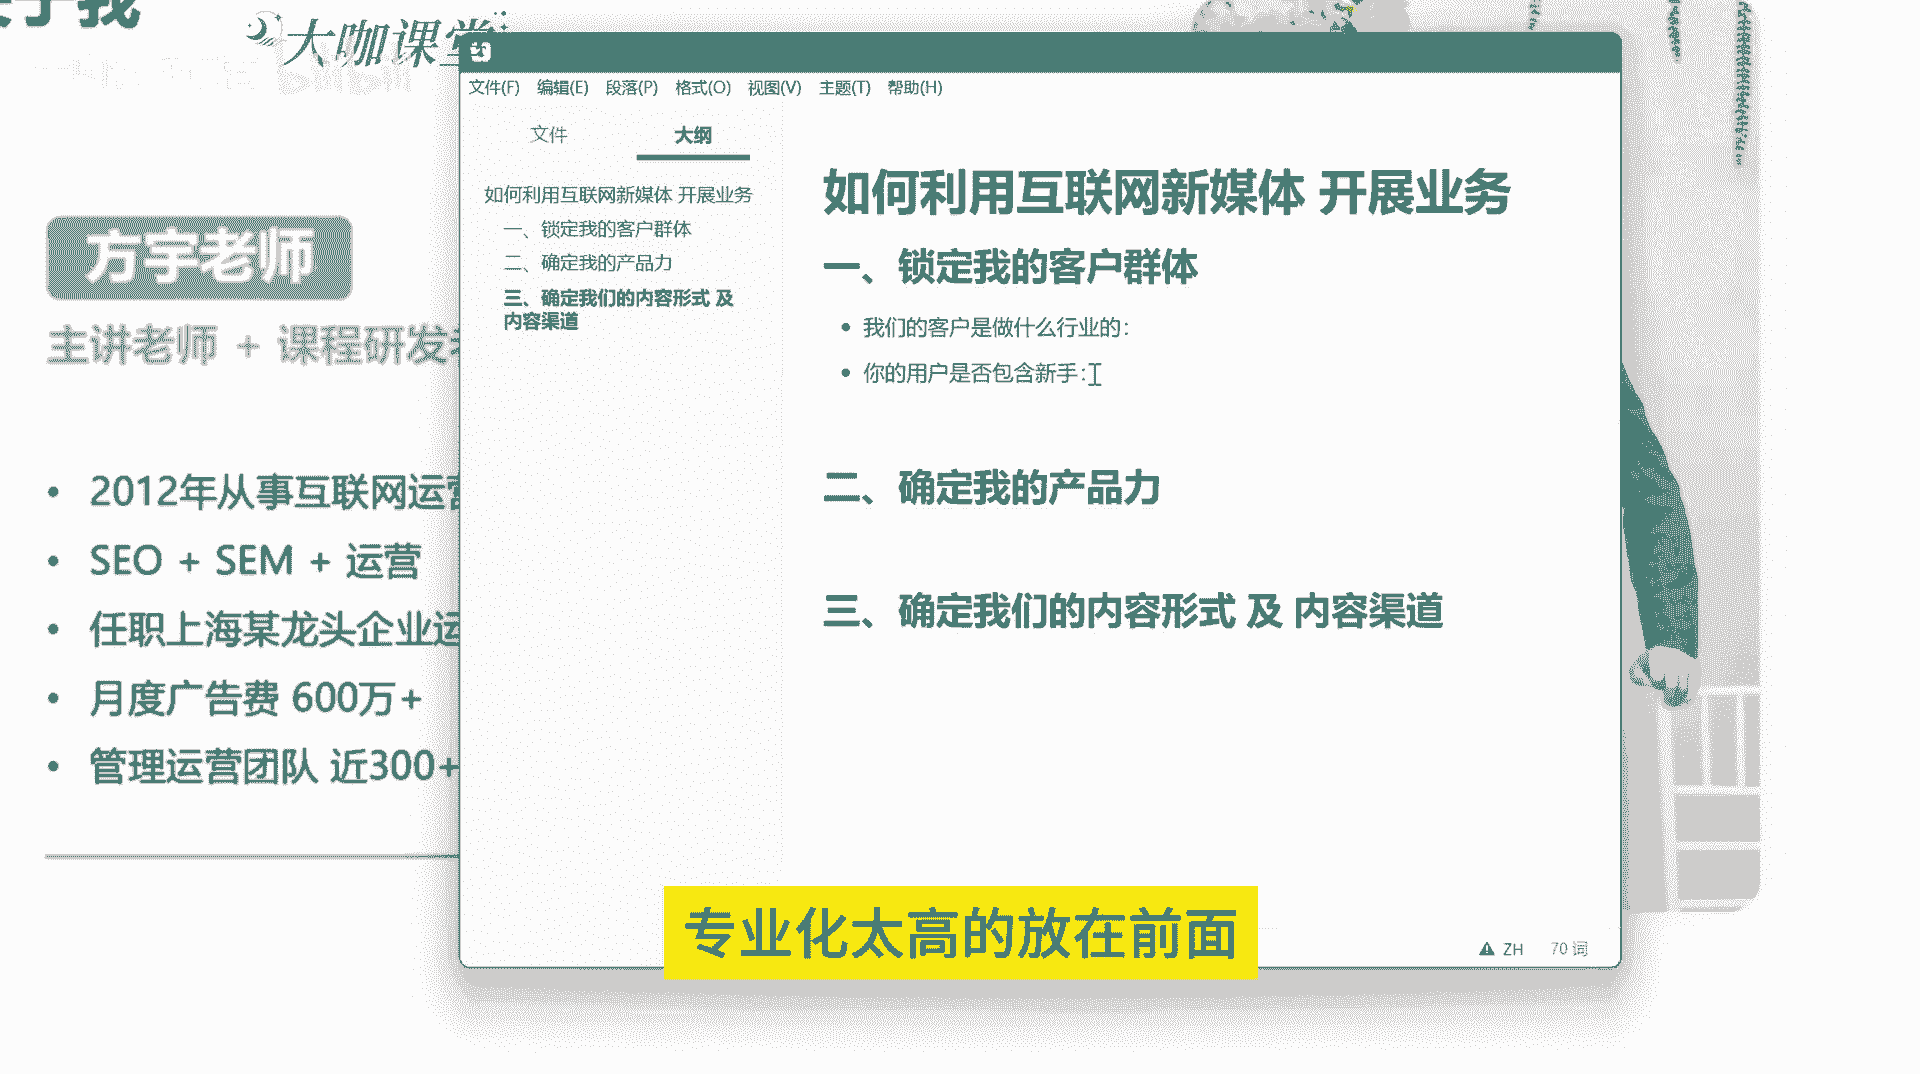 大咖课堂
bilibili
方宇老师
主讲老师 + 课程研发
• 2012年从事互联网运营
• SEO + SEM + 运营
• 任职上海某龙头企业运
• 月度广告费 600万+
• 管理运营团队 近300+
文件(F) 编辑(E) 段落(P) 格式(O) 视图(V) 主题(T) 帮助(H)
文件 大纲
如何利用互联网新媒体 开展业务
一、锁定我的客户群体
二、确定我的产品力
三、确定我们的内容形式 及
内容渠道
如何利用互联网新媒体 开展业务
一、锁定我的客户群体
• 我们的客户是做什么行业的：
• 你的用户是否包含新手：
二、确定我的产品力
三、确定我们的内容形式 及 内容渠道
ZH 70 词
专业化太高的放在前面